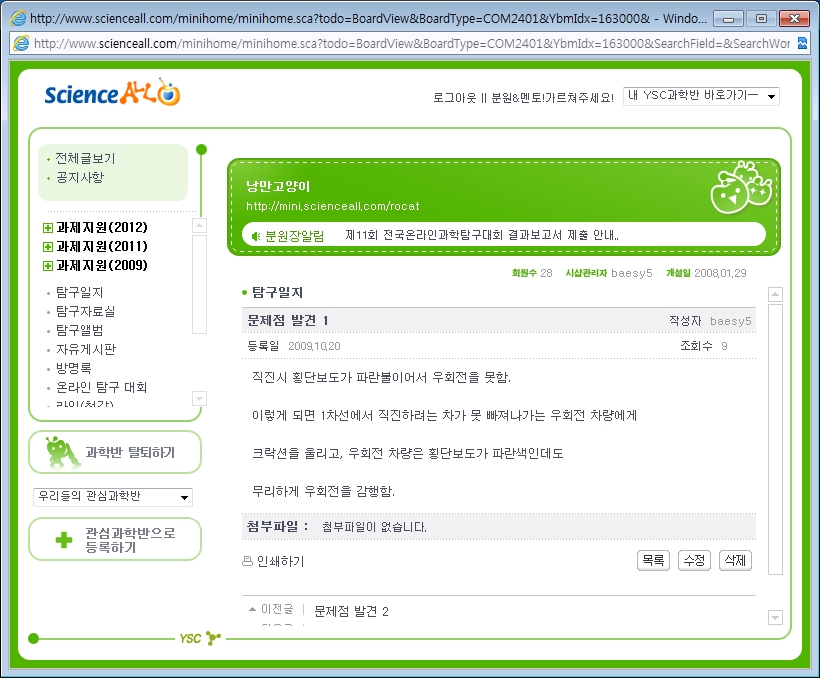 http://www.scienceall.com/minihome/minihome.sca?todo=BoardView&BoardType=COM2401&YbmIdx=163000& - Windo...
http://www.scienceall.com/minihome/minihome.sca?todo=BoardView&BoardType=COM2401&YbmIdx=163000&SearchField=&SearchWor
Science
로그아웃 || 분원&멘토!가르쳐주세요! 내 YSC과학반 바로가기ㅡ
전체글보기
공지사항
과제지원(2012)
과제지원(2011)
과제지원(2009)
탐구일지
탐구자료실
탐구앨범
자유게시판
방명록
온라인 탐구 대회
과학반 탈퇴하기
우리들의 관심과학반
관심과학반으로
등록하기
낭만고양이
http://mini.scienceall.com/rocat
분원장알림 제11회 전국온라인과학탐구대회 결과보고서 제출 안내..
회원수 28 시샵관리자 baesy5 개설일 2008.01.29
탐구일지
문제점 발견 1 작성자 baesy5
등록일 2009.10.20 조회수 9
직진시 횡단보도가 파란불이어서 우회전을 못함.
이렇게 되면 1차선에서 직진하려는 차가 못 빠져나가는 우회전 차량에게
크락션을 울리고, 우회전 차량은 횡단보도가 파란색인데도
무리하게 우회전을 감행함.
첨부파일 : 첨부파일이 없습니다.
인쇄하기 목록 수정 삭제
이전글 | 문제점 발견 2
YSC